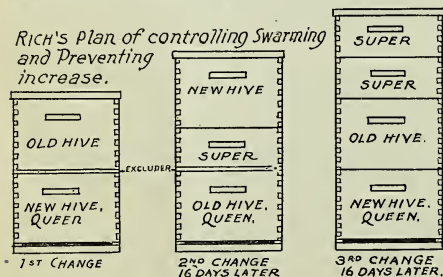 RICH'S Plan of controlling Swarming
and Preventing
increase.
OLD HIVE
NEW HIVE,
QUEEN
1ST CHANGE
EXCLUDER
NEW HIVE
SUPER
OLD HIVE,
QUEEN.
2ND CHANGE
16 DAYS LATER
SUPER
SUPER
OLD HIVE.
NEW HIVE.
QUEEN.
3RD CHANGE
16 DAYS LATER